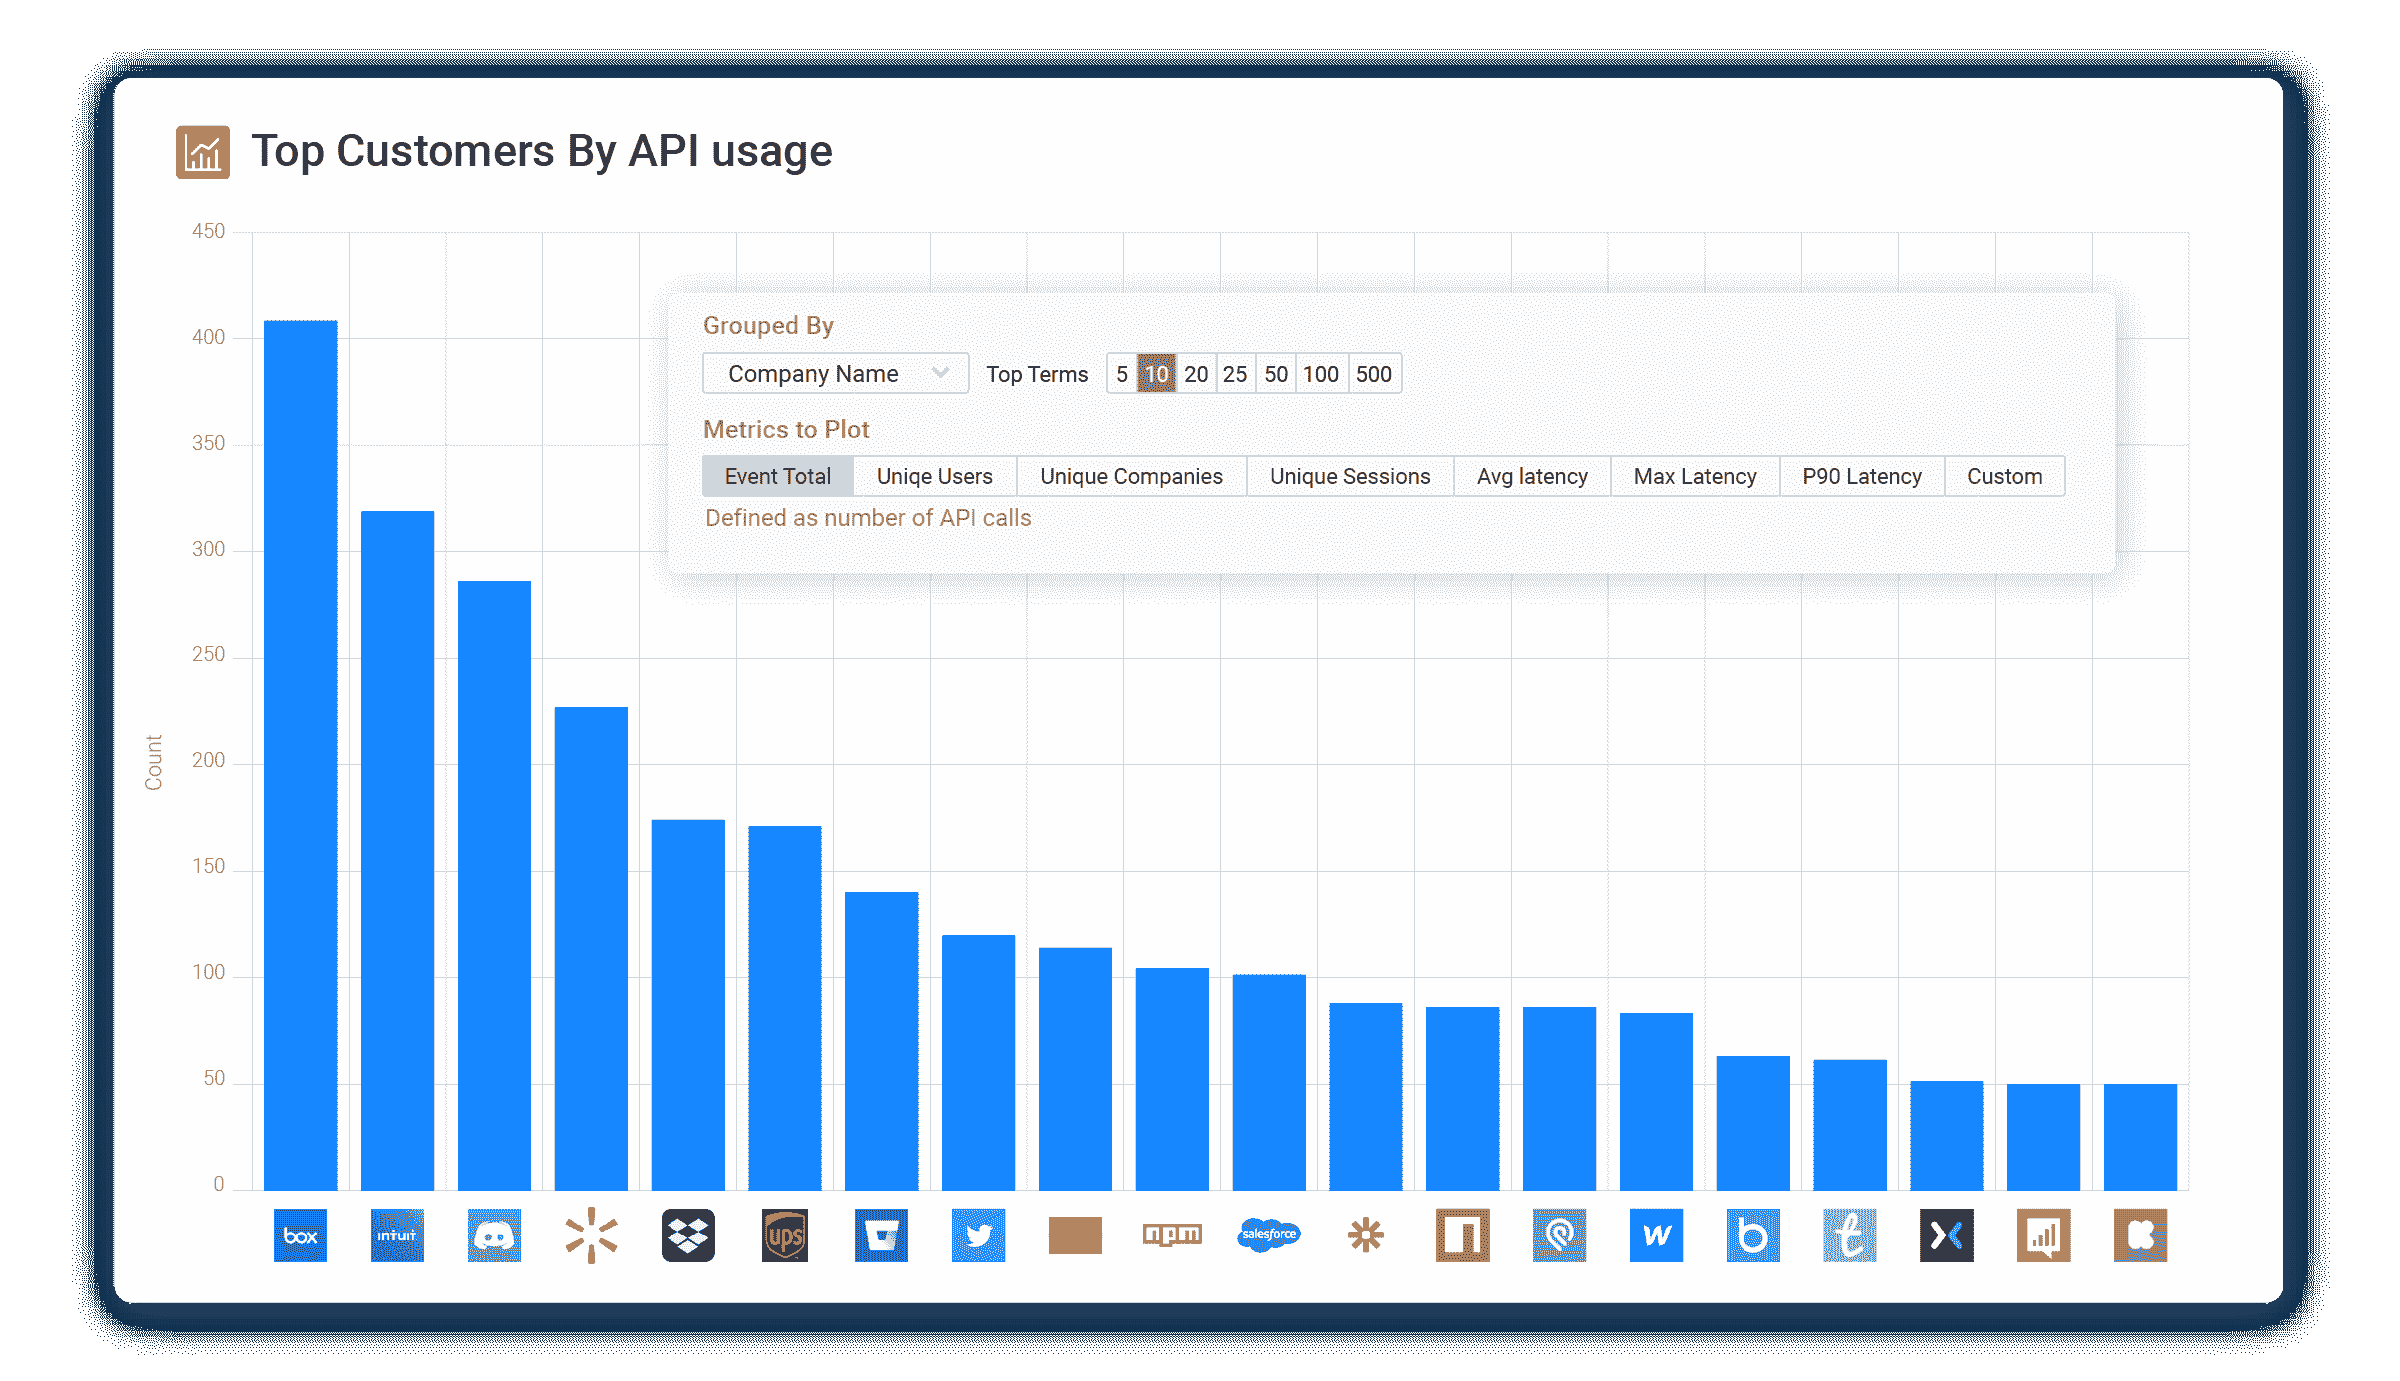 Top Customers By API usage
450
400
350
300
250
200
150
100
50
0
Count
Grouped By
Company Name
Top Terms 5 10 20 25 50 100 500
Metrics to Plot
Event Total Uniqe Users Unique Companies Unique Sessions Avg latency Max Latency P90 Latency Custom
Defined as number of API calls
box intuit ups npm salesforce n w b t